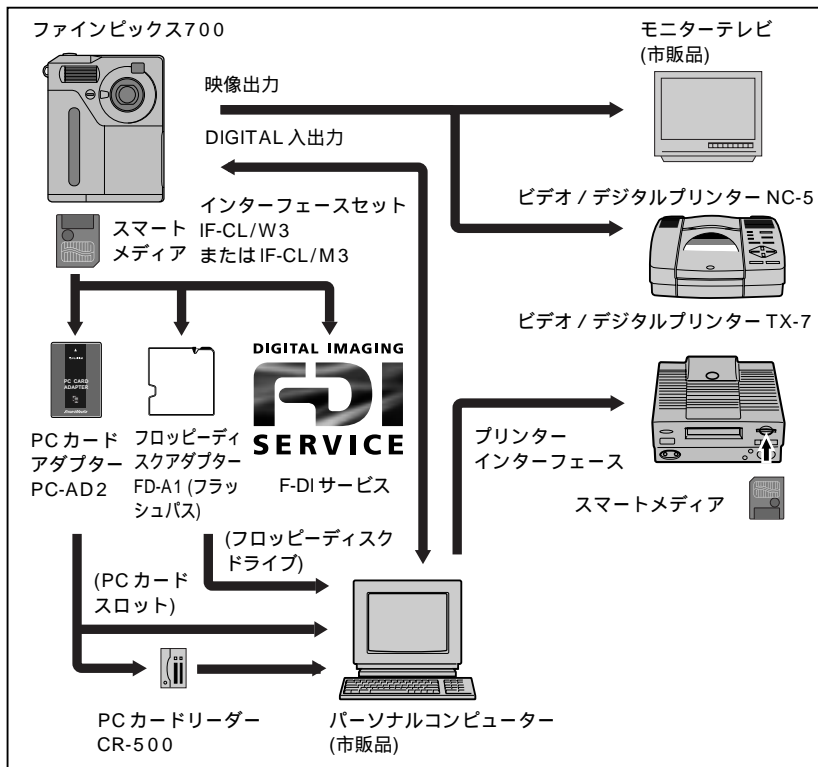 ファインピックス700
モニターテレビ
(市販品)
映像出力
DIGITAL 入出力
ビデオ / デジタルプリンター NC-5
スマート
メディア
インターフェースセット
IF-CL/W3
または IF-CL/M3
ビデオ / デジタルプリンター TX-7
PC CARD
ADAPTER
SmartMedia
DIGITAL IMAGING
FDI
SERVICE
PC カード
アダプター
PC-AD2
フロッピーディ
スクアダプター
FD-A1 (フラッ
シュパス)
F-DI サービス
プリンター
インターフェース
スマートメディア
(フロッピーディスク
ドライブ)
(PC カード
スロット)
PC カードリーダー
CR-500
パーソナルコンピューター
(市販品)